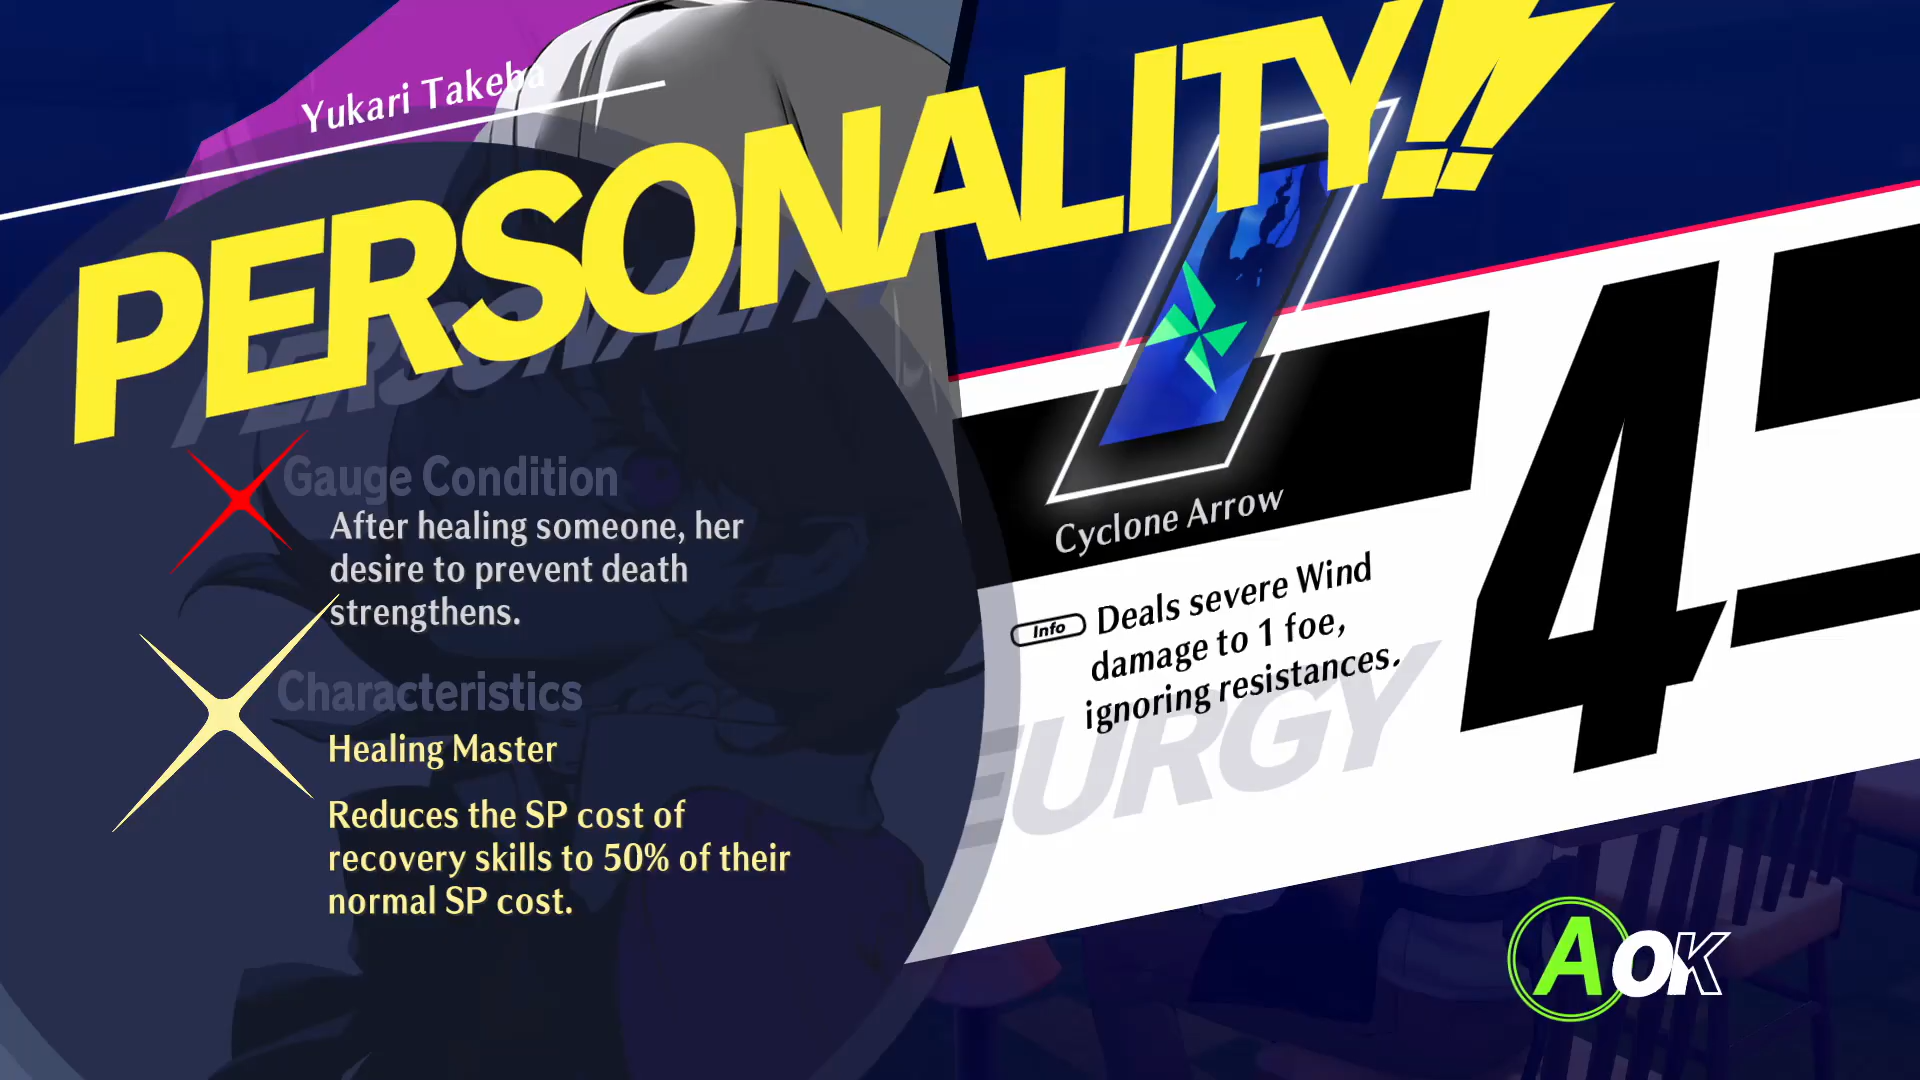 Yukari Takeba
PERSONALITY!!
PERSONALITY
Gauge Condition
After healing someone, her
desire to prevent death
strengthens.
Characteristics
Healing Master
Reduces the SP cost of
recovery skills to 50% of their
normal SP cost.
Cyclone Arrow
Info
Deals severe Wind
damage to 1 foe,
ignoring resistances.
EURGY
4
A OK